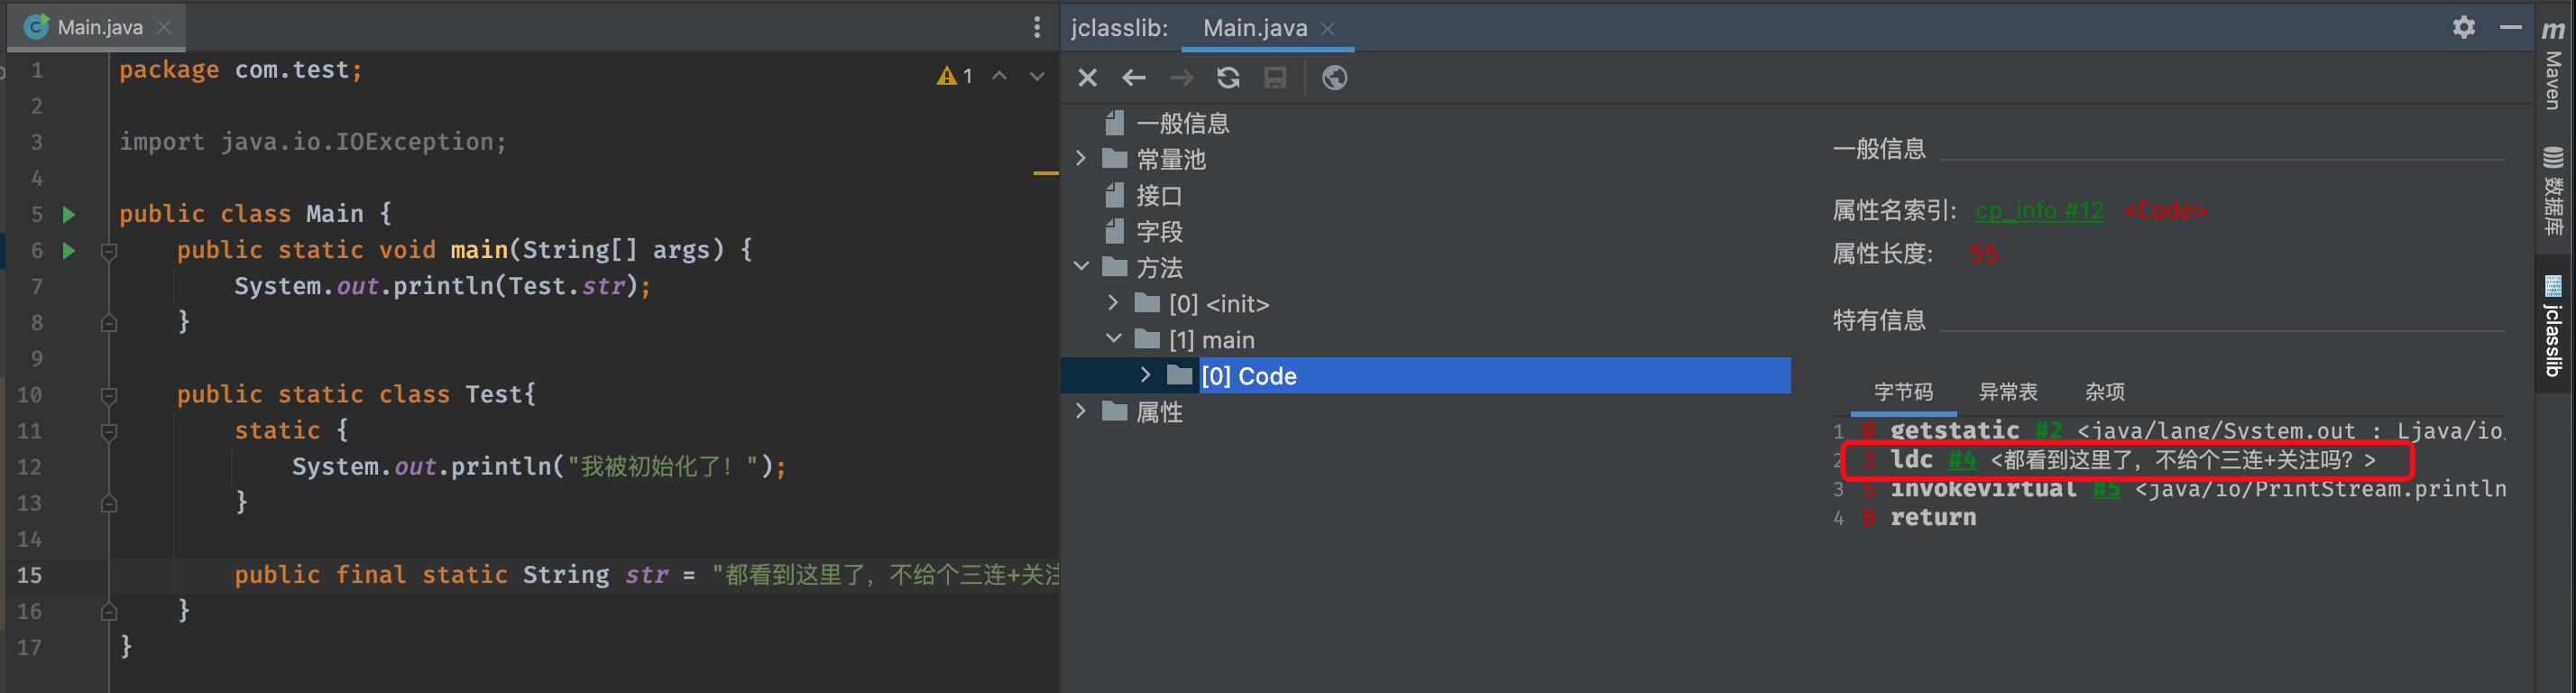 Main.java
1 package com.test;
2
3 import java.io.IOException;
4
5 public class Main {
6 public static void main(String[] args) {
7 System.out.println(Test.str);
8 }
9
10 public static class Test{
11 static {
12 System.out.println("我被初始化了！");
13 }
14
15 public final static String str = "都看到这里了，不给个三连+关注
16 }
17 }
1
jclasslib:
Main.java
一般信息
常量池
接口
字段
方法
[0] <init>
[1] main
[0] Code
属性
一般信息
属性名索引: cp_info #12 <Code>
属性长度: 55
特有信息
字节码 异常表 杂项
1 0 getstatic #2 <java/lang/System.out : Ljava/io/
2 3 ldc #4 <都看到这里了，不给个三连+关注吗？>
3 5 invokevirtual #5 <java/io/PrintStream.println
4 8 return
m Maven
数据库
jclasslib